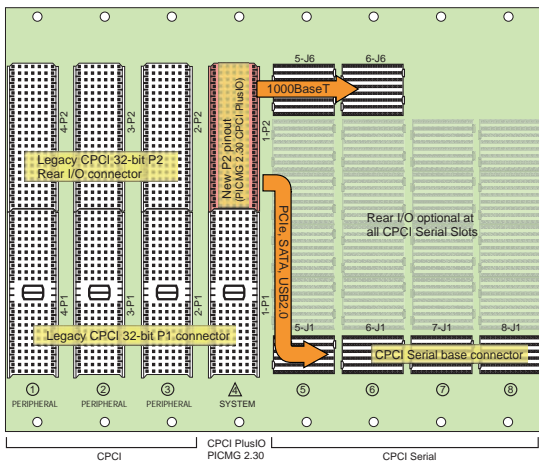 5-J6
6-J6
1000BaseT
4-P2
3-P2
2-P2
New P2 pinout
(PICMG 2.30 CPCI PlusIO)
1-P2
Legacy CPCI 32-bit P2
Rear I/O connector
PCIe, SATA, USB2.0
Rear I/O optional at
all CPCI Serial Slots
4-P1
3-P1
2-P1
1-P1
Legacy CPCI 32-bit P1 connector
5-J1
6-J1
7-J1
8-J1
CPCI Serial base connector
1
2
3
4
5
6
7
8
PERIPHERAL
PERIPHERAL
PERIPHERAL
SYSTEM
CPCI
CPCI PlusIO
PICMG 2.30
CPCI Serial